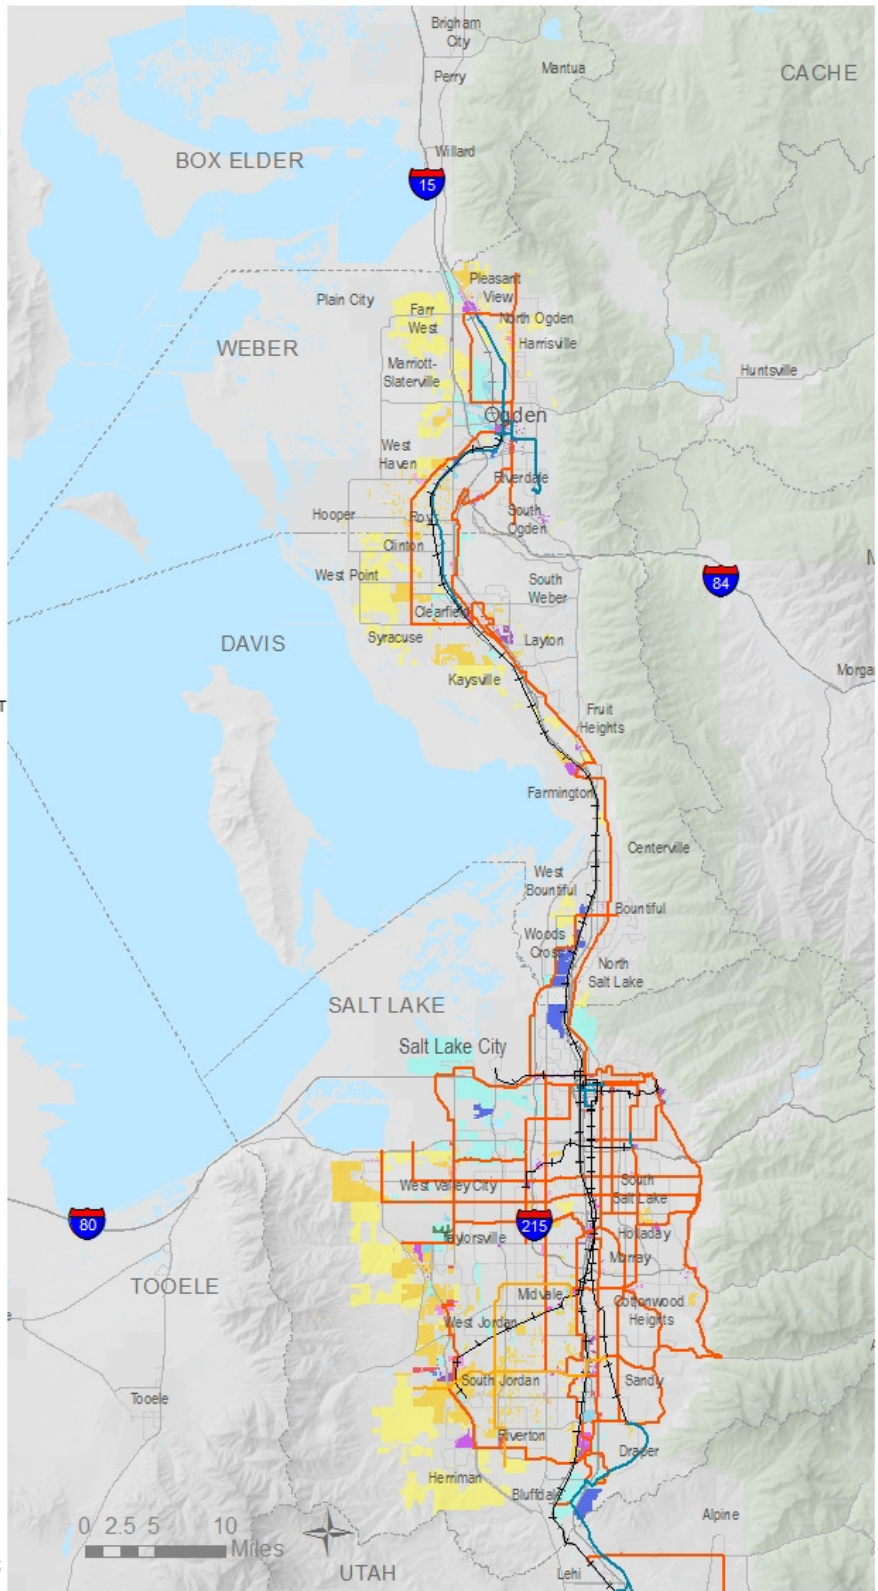 Brigham
City
CACHE
Mantua
Perry
Willard
BOX ELDER
15
Pleasant
View
Plain City
Farr
West
North Ogden
WEBER
Harrisville
Marriott-
Slaterville
Huntsville
Ogden
West
Haven
Riverdale
Hooper
Roy
South
Ogden
Clinton
West Point
84
South
Weber
Clearfield
Syracuse
Layton
DAVIS
Kaysville
Morga
Fruit
Heights
Farmington
Centerville
West
Bountiful
Bountiful
Woods
Cross
North
Salt Lake
SALT LAKE
Salt Lake City
West Valley City
South
Salt Lake
80
215
Taylorsville
Holladay
Murray
TOOELE
Midvale
Cottonwood
Heights
West Jordan
South Jordan
Sandy
Tooele
Riverton
Draper
Herriman
Bluffdale
Alpine
0 2.5 5 10
Miles
UTAH
Lehi